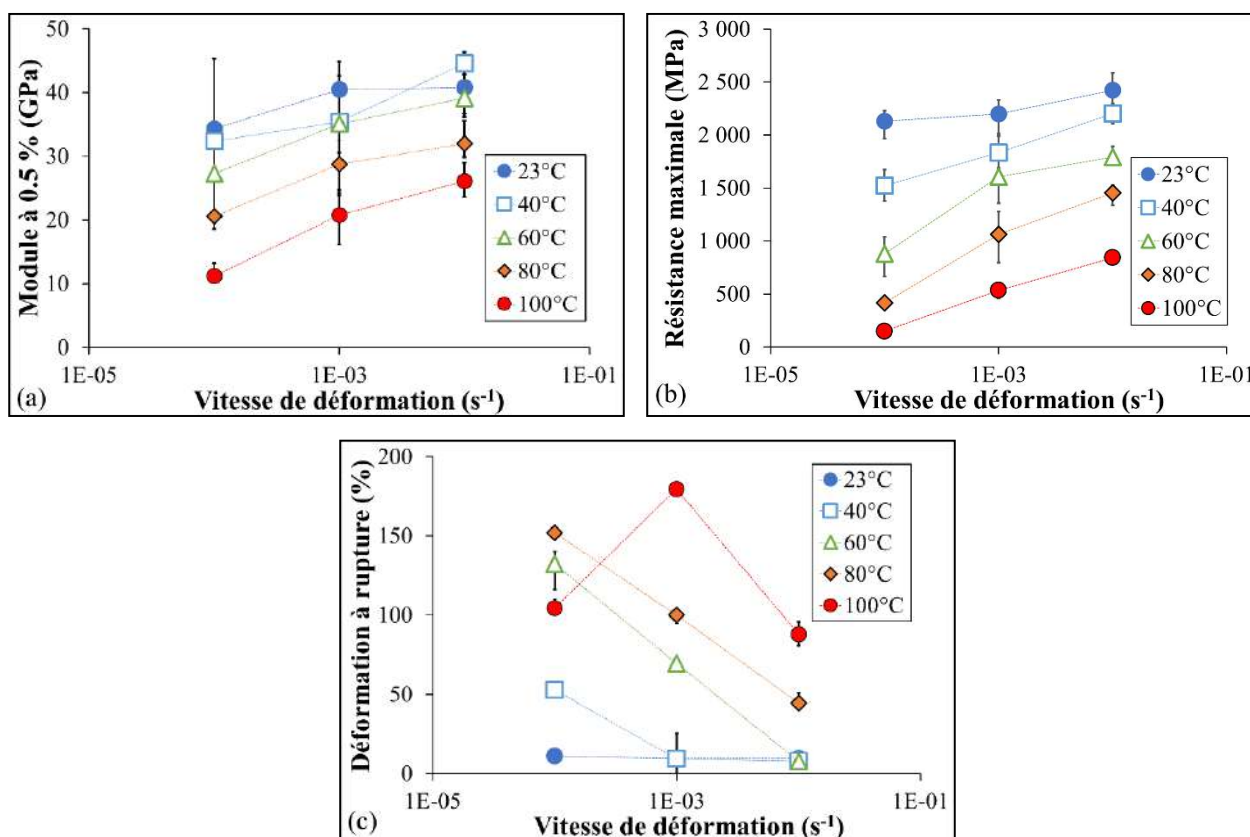 Module à 0.5 % (GPa)
50
40
30
20
10
0
23°C
40°C
60°C
80°C
100°C
1E-05
1E-03
1E-01
Vitesse de déformation (s-1)
(a)
Résistance maximale (MPa)
3 000
2 500
2 000
1 500
1 000
500
0
23°C
40°C
60°C
80°C
100°C
1E-05
1E-03
1E-01
Vitesse de déformation (s-1)
(b)
Déformation à rupture (%)
200
150
100
50
0
23°C
40°C
60°C
80°C
100°C
1E-05
1E-03
1E-01
Vitesse de déformation (s-1)
(c)